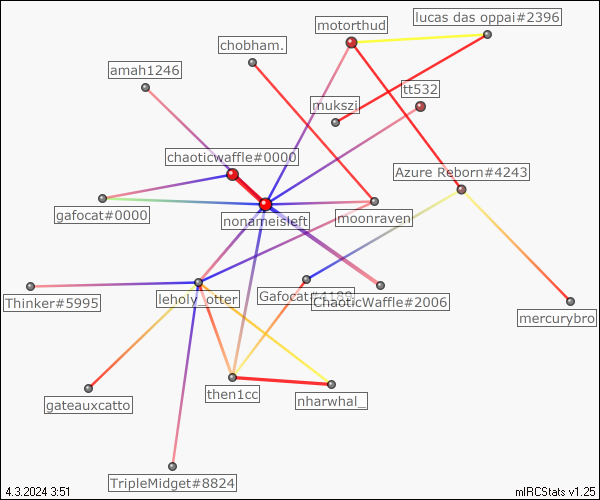 lucas das oppai#2396
motorthud
chobham.
amah1246
tt532
mukszi
chaoticwaffle#0000
Azure Reborn#4243
gafocat#0000
nonameisleft
moonraven
Thinker#5995
leholy_otter
Gafocat#4189
ChaoticWaffle#2006
mercurybro
then1cc
nharwhal_
gateauxcatto
TripleMidget#8824
4.3.2024 3:51
mIRCStats v1.25